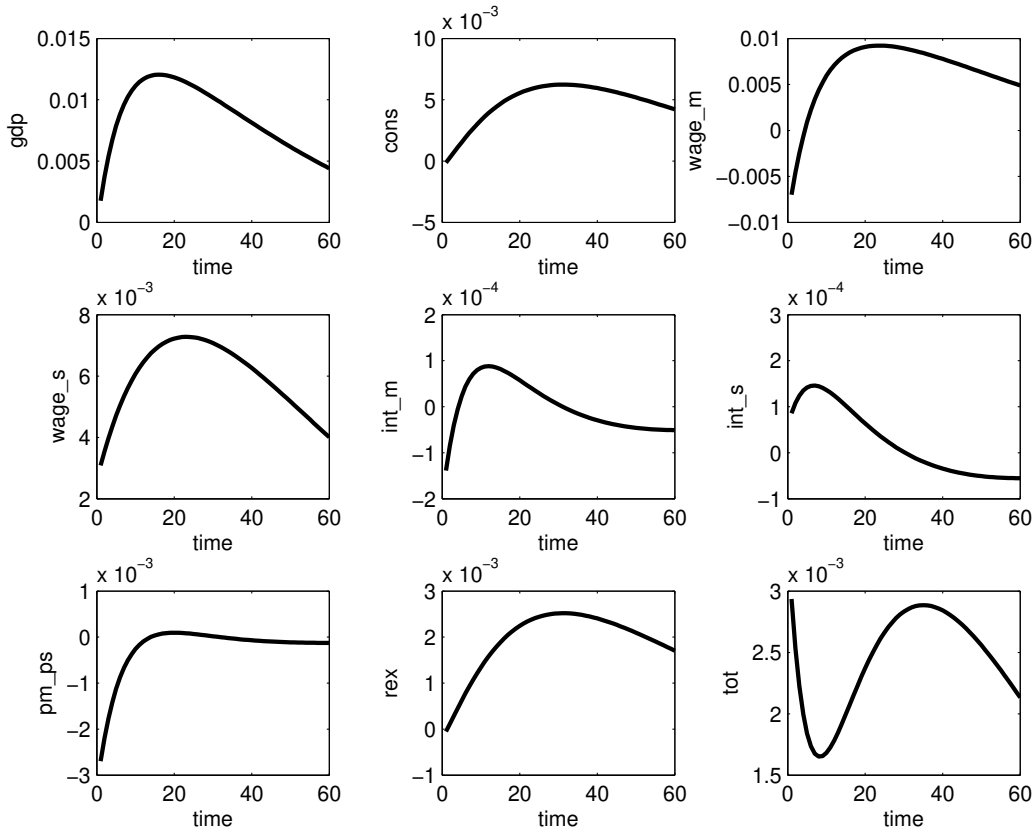 gdp
0.015
0.01
0.005
0
0 20 40 60
time
x 10⁻³
cons
10
5
0
−5
0 20 40 60
time
wage_m
0.01
0.005
0
−0.005
−0.01
0 20 40 60
time
x 10⁻³
wage_s
8
6
4
2
0 20 40 60
time
x 10⁻⁴
int_m
2
1
0
−1
−2
0 20 40 60
time
x 10⁻⁴
int_s
3
2
1
0
−1
0 20 40 60
time
x 10⁻³
pm_ps
1
0
−1
−2
−3
0 20 40 60
time
x 10⁻³
rex
3
2
1
0
−1
0 20 40 60
time
x 10⁻³
tot
3
2.5
2
1.5
0 20 40 60
time